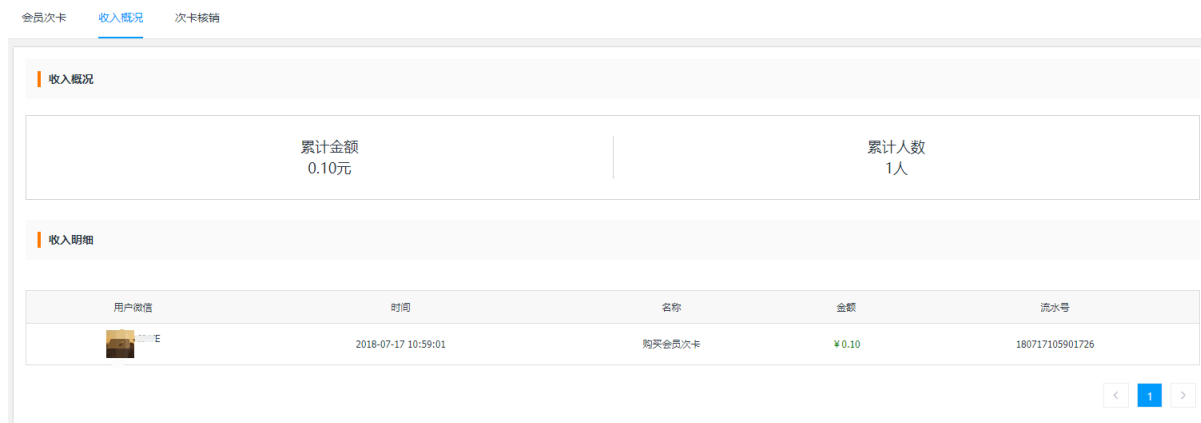 会员次卡 收入概况 次卡核销
收入概况
累计金额 累计人数
0.10元 1人
收入明细
用户微信 时间 名称 金额 流水号
2018-07-17 10:59:01 购买会员次卡 ¥0.10 180717105901726
1